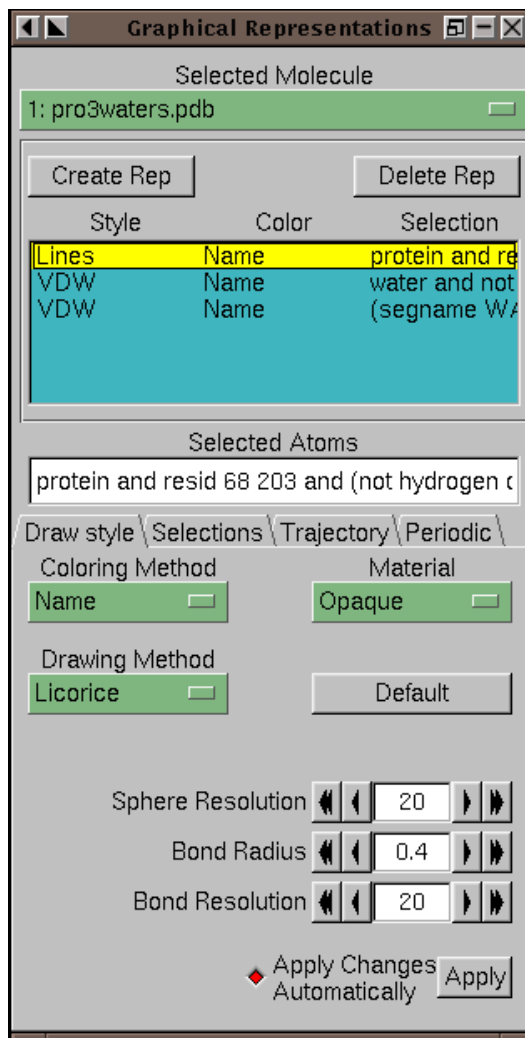 Graphical Representations
Selected Molecule
1: pro3waters.pdb
Create Rep Delete Rep
Style Color Selection
Lines Name protein and re
VDW Name water and not
VDW Name (segname WA
Selected Atoms
protein and resid 68 203 and (not hydrogen o
Draw style Selections Trajectory Periodic
Coloring Method Material
Name Opaque
Drawing Method
Licorice Default
Sphere Resolution 20
Bond Radius 0.4
Bond Resolution 20
Apply Changes Apply
Automatically